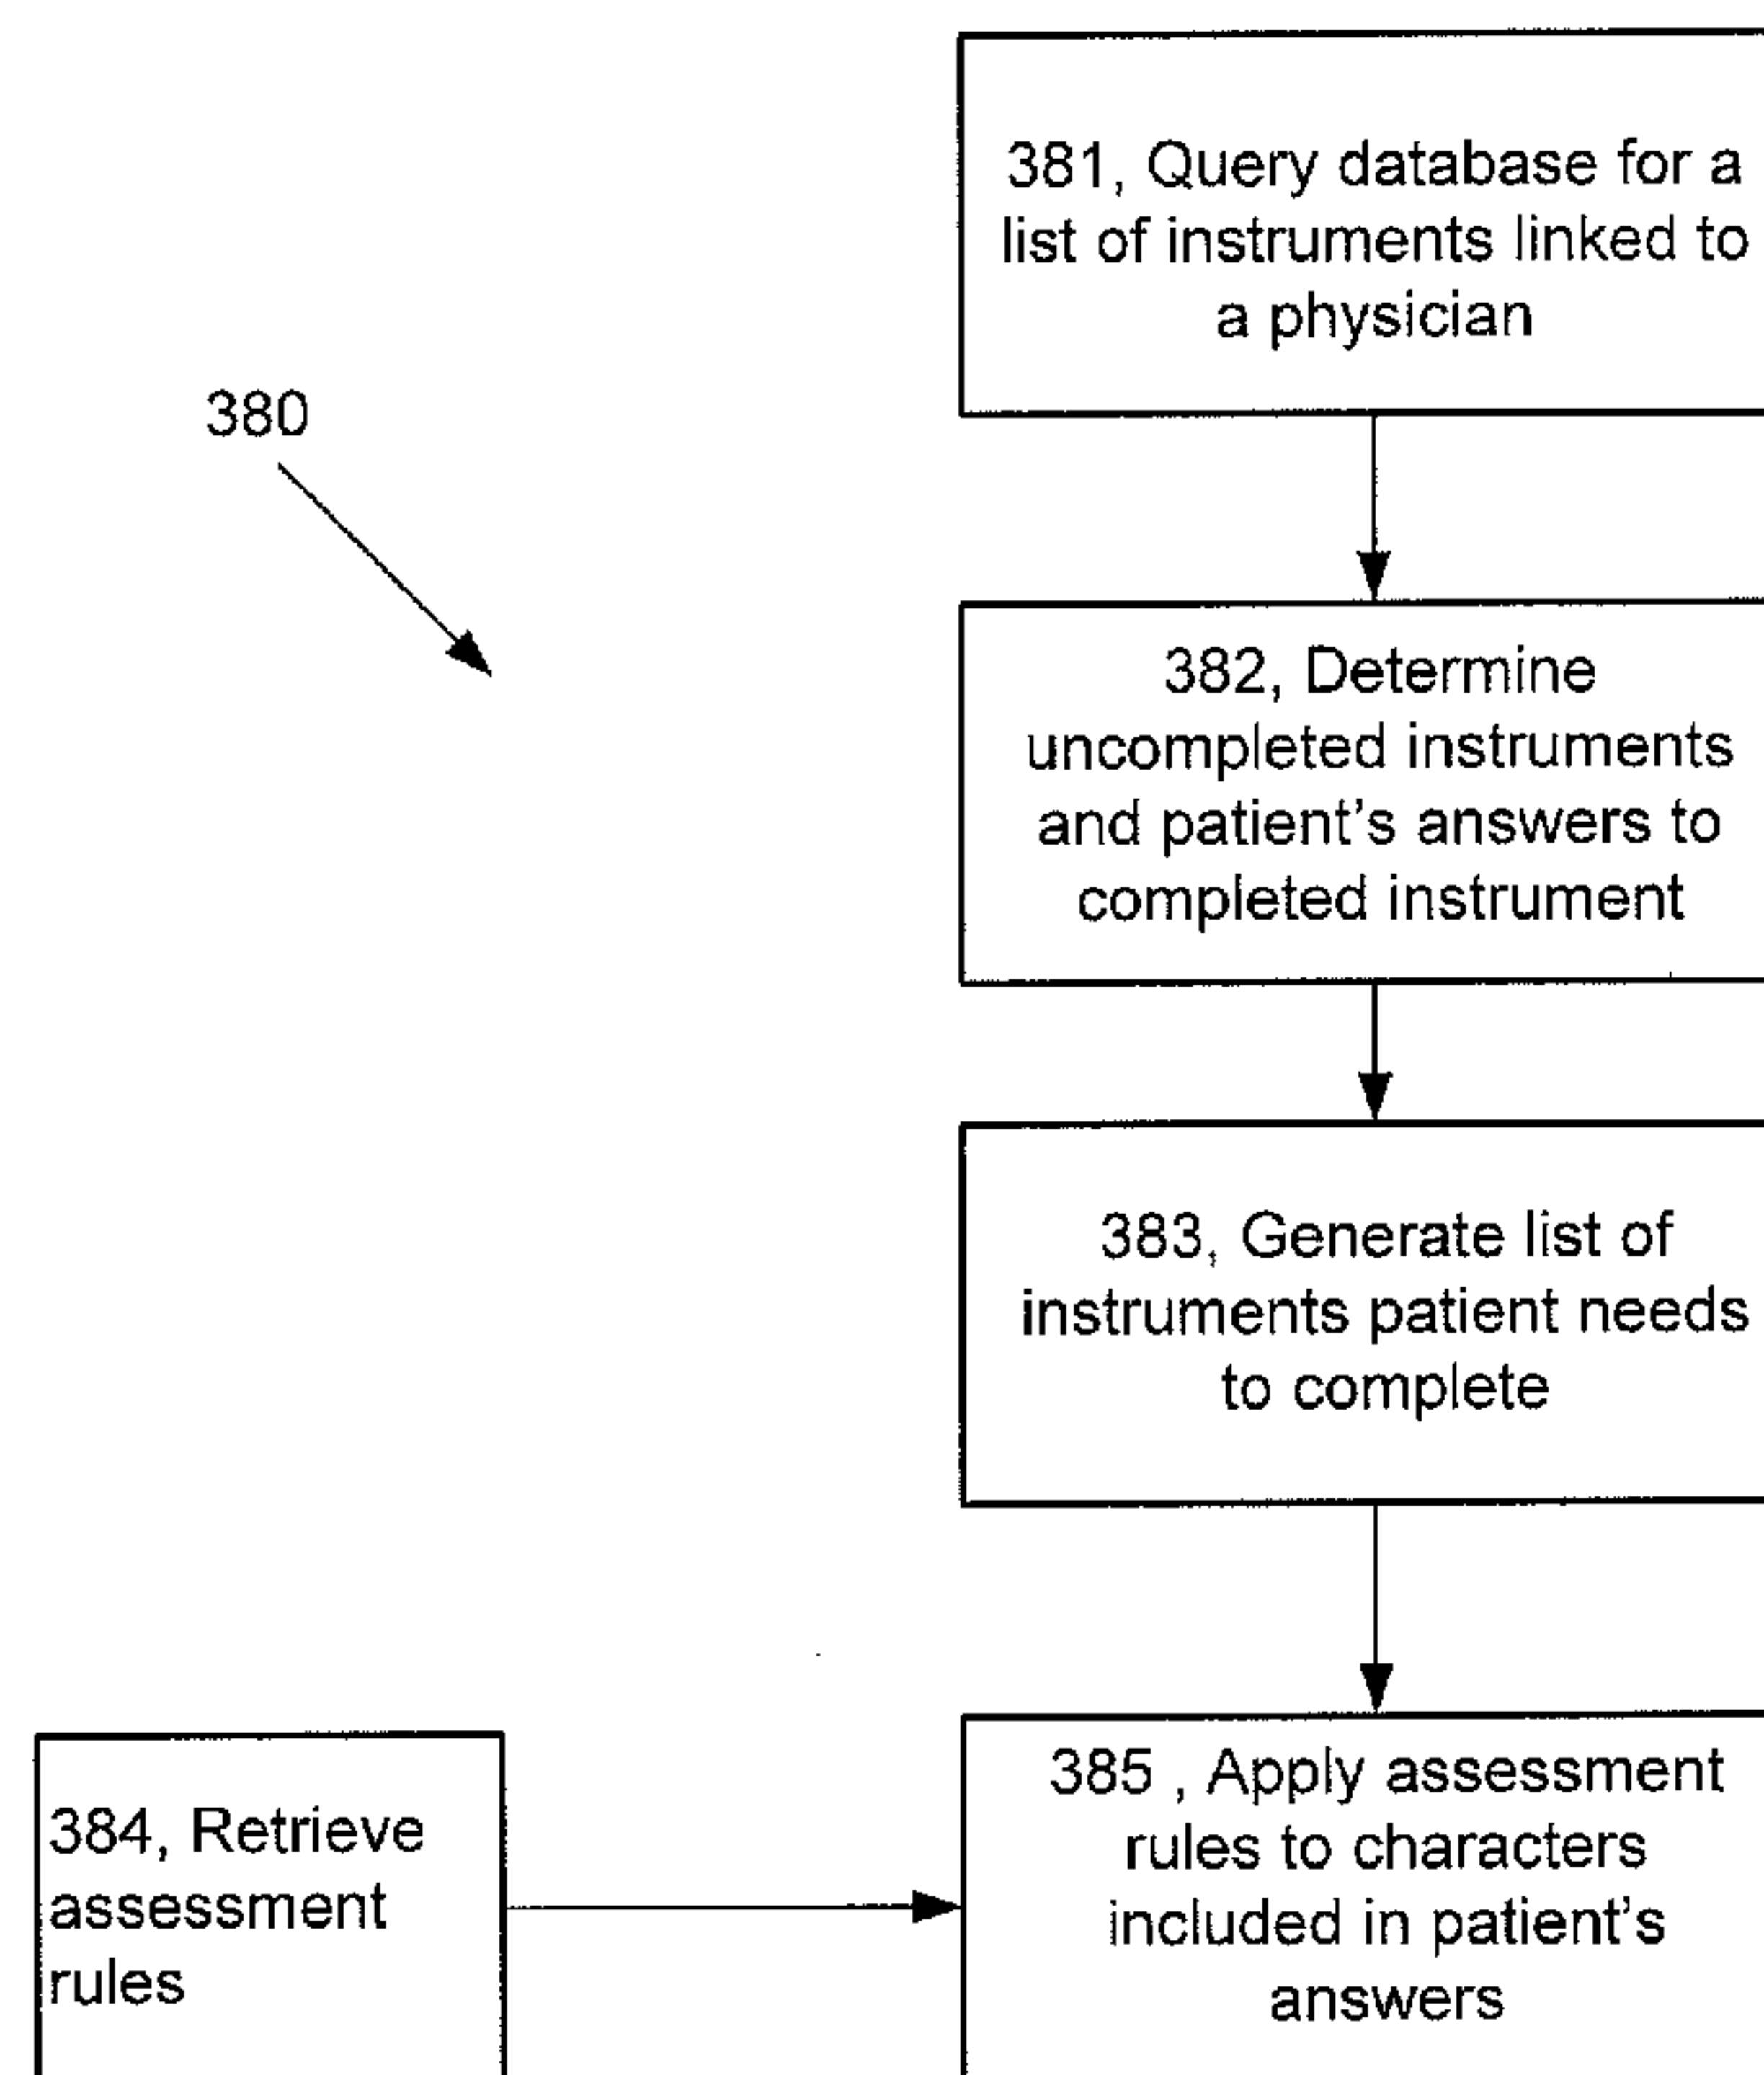 381, Query database for a
list of instruments linked to
a physician
380
382, Determine
uncompleted instruments
and patient's answers to
completed instrument
383, Generate list of
instruments patient needs
to complete
384, Retrieve
assessment
rules
385 , Apply assessment
rules to characters
included in patient's
answers